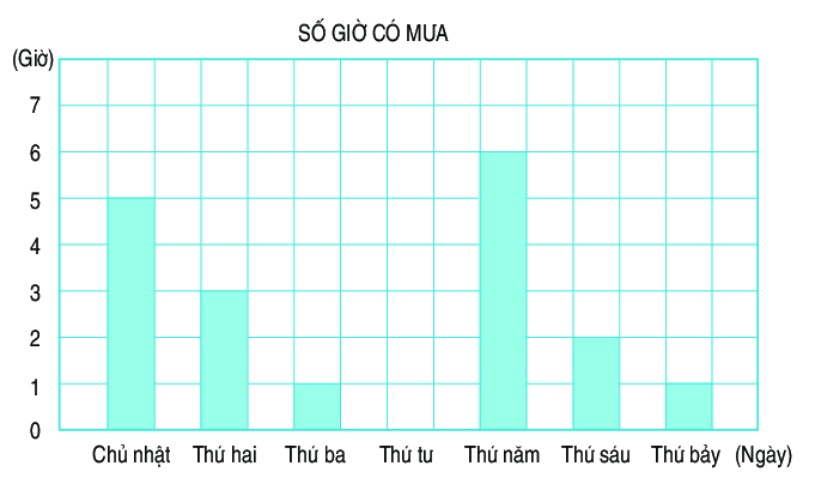 SỐ GIỜ CÓ MƯA
(Giờ)
7
6
5
4
3
2
1
0
Chủ nhật Thứ hai Thứ ba Thứ tư Thứ năm Thứ sáu Thứ bảy (Ngày)